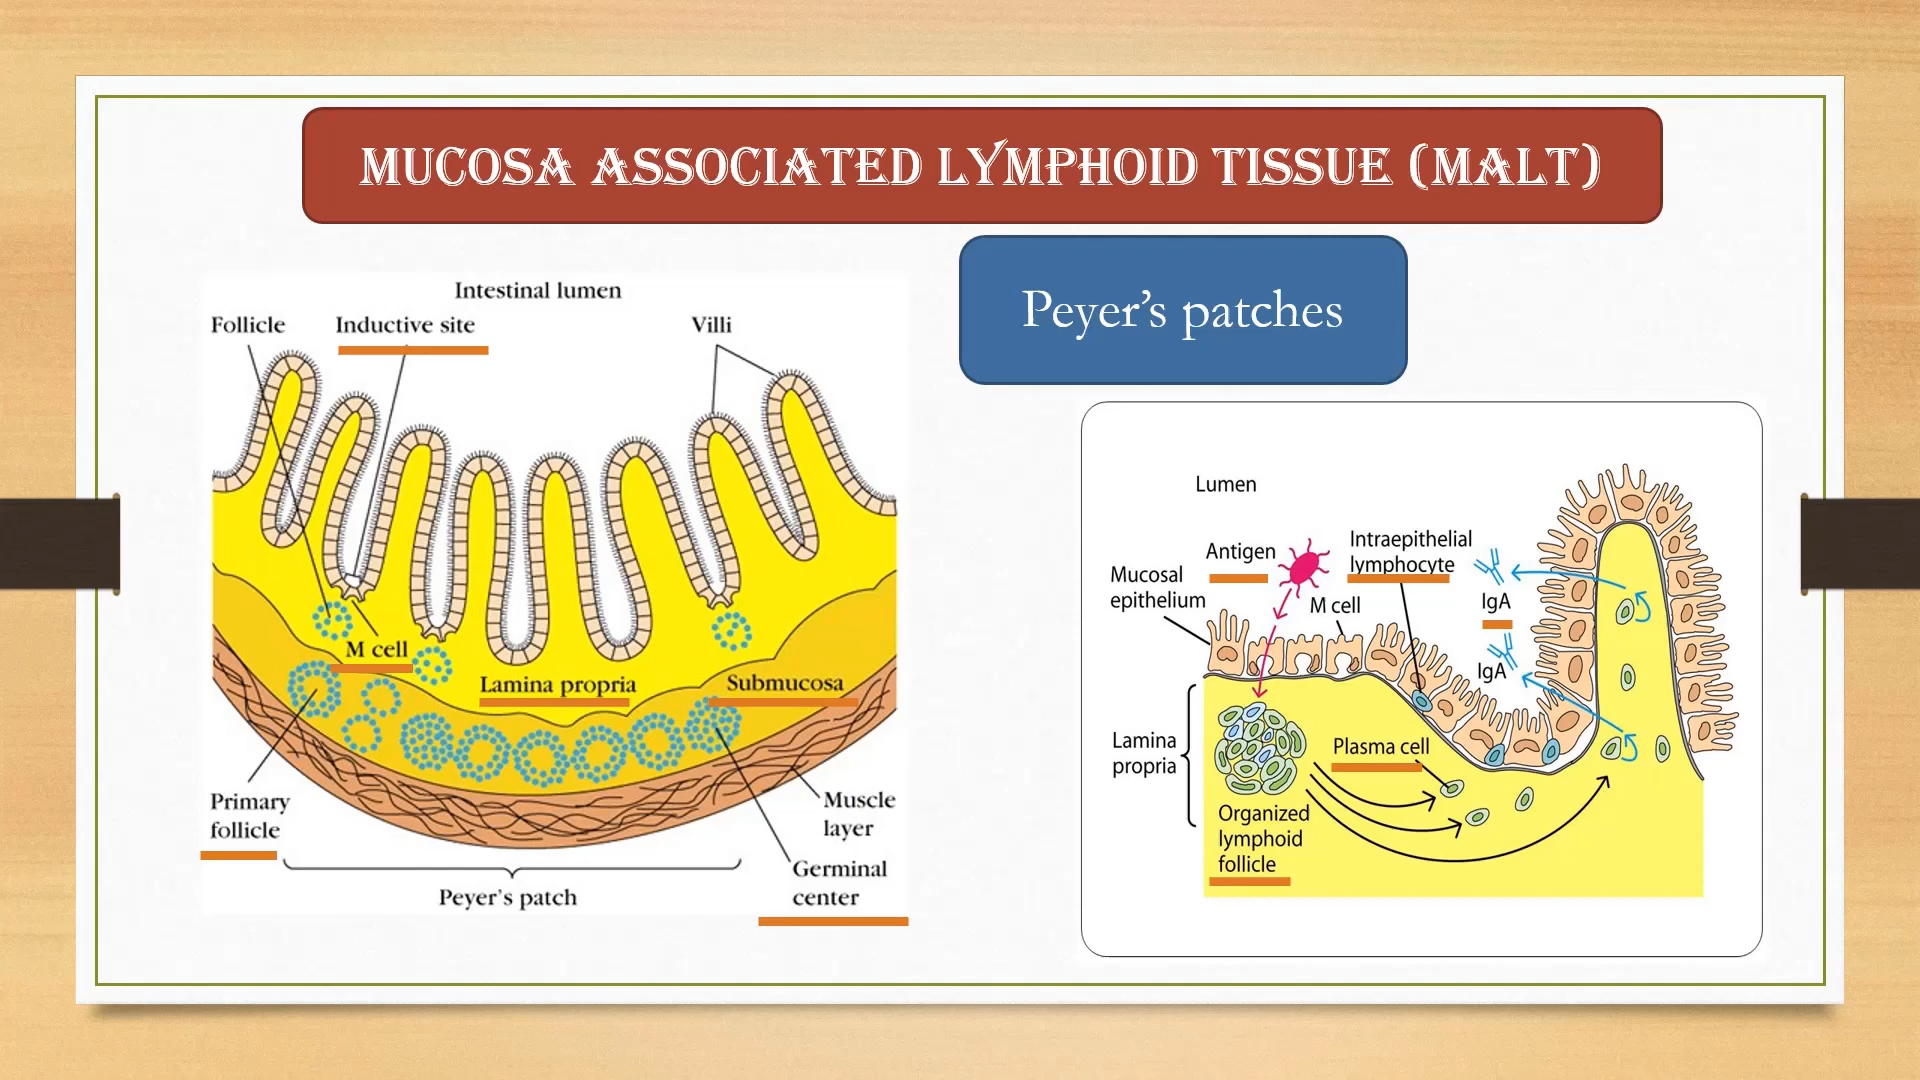 MUCOSA ASSOCIATED LYMPHOID TISSUE (MALT)
Peyer's patches
Intestinal lumen
Follicle
Inductive site
Villi
M cell
Lamina propria
Submucosa
Primary
follicle
Muscle
layer
Germinal
center
Peyer's patch
Lumen
Antigen
Intraepithelial
lymphocyte
Mucosal
epithelium
M cell
IgA
IgA
Lamina
propria
Plasma cell
Organized
lymphoid
follicle